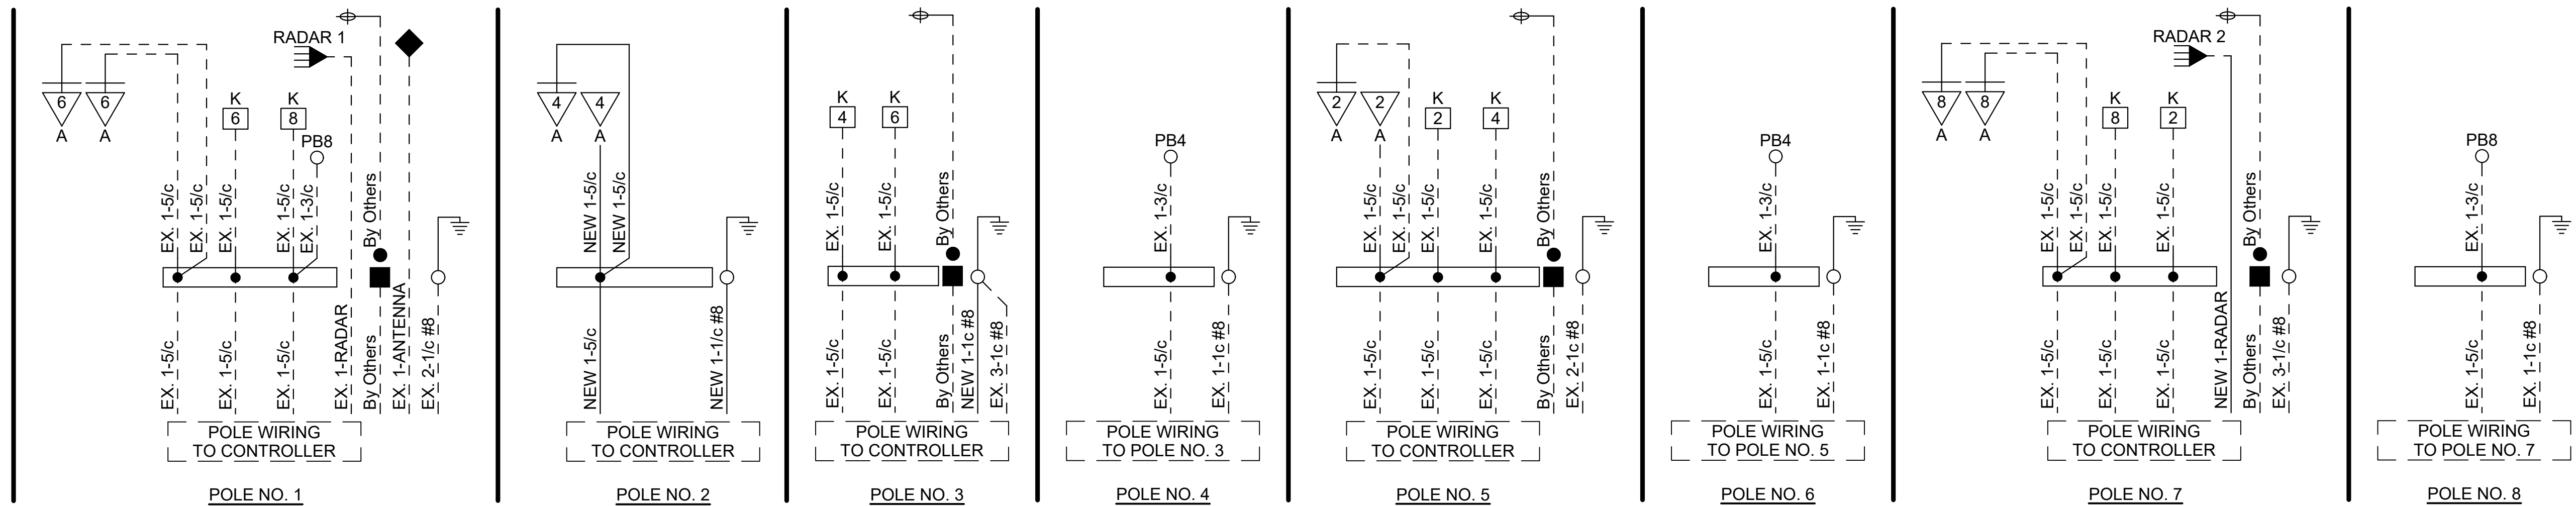 RADAR 1
6
6
A
A
K
6
K
8
PB8
EX. 1-5/c
EX. 1-5/c
EX. 1-5/c
EX. 1-5/c
EX. 1-3/c
By Others
EX. 1-5/c
EX. 1-5/c
EX. 1-5/c
EX. 1-RADAR
By Others
EX. 1-ANTENNA
EX. 2-1/c #8
POLE WIRING
TO CONTROLLER
POLE NO. 1
4
4
A
A
NEW 1-5/c
NEW 1-5/c
NEW 1-5/c
NEW 1-1/c #8
POLE WIRING
TO CONTROLLER
POLE NO. 2
K
4
K
6
EX. 1-5/c
EX. 1-5/c
By Others
EX. 1-5/c
EX. 1-5/c
By Others
NEW 1-1c #8
EX. 3-1c #8
POLE WIRING
TO CONTROLLER
POLE NO. 3
PB4
EX. 1-3/c
EX. 1-5/c
EX. 1-1c #8
POLE WIRING
TO POLE NO. 3
POLE NO. 4
2
2
A
A
K
2
K
4
EX. 1-5/c
EX. 1-5/c
EX. 1-5/c
EX. 1-5/c
By Others
EX. 1-5/c
EX. 1-5/c
EX. 1-5/c
By Others
EX. 2-1c #8
POLE WIRING
TO CONTROLLER
POLE NO. 5
PB4
EX. 1-3/c
EX. 1-5/c
EX. 1-1c #8
POLE WIRING
TO POLE NO. 5
POLE NO. 6
RADAR 2
8
8
A
A
K
8
K
2
EX. 1-5/c
EX. 1-5/c
EX. 1-5/c
EX. 1-5/c
By Others
EX. 1-5/c
EX. 1-5/c
EX. 1-5/c
NEW 1-RADAR
By Others
EX. 3-1/c #8
POLE WIRING
TO CONTROLLER
POLE NO. 7
PB8
EX. 1-3/c
EX. 1-5/c
EX. 1-1c #8
POLE WIRING
TO POLE NO. 7
POLE NO. 8